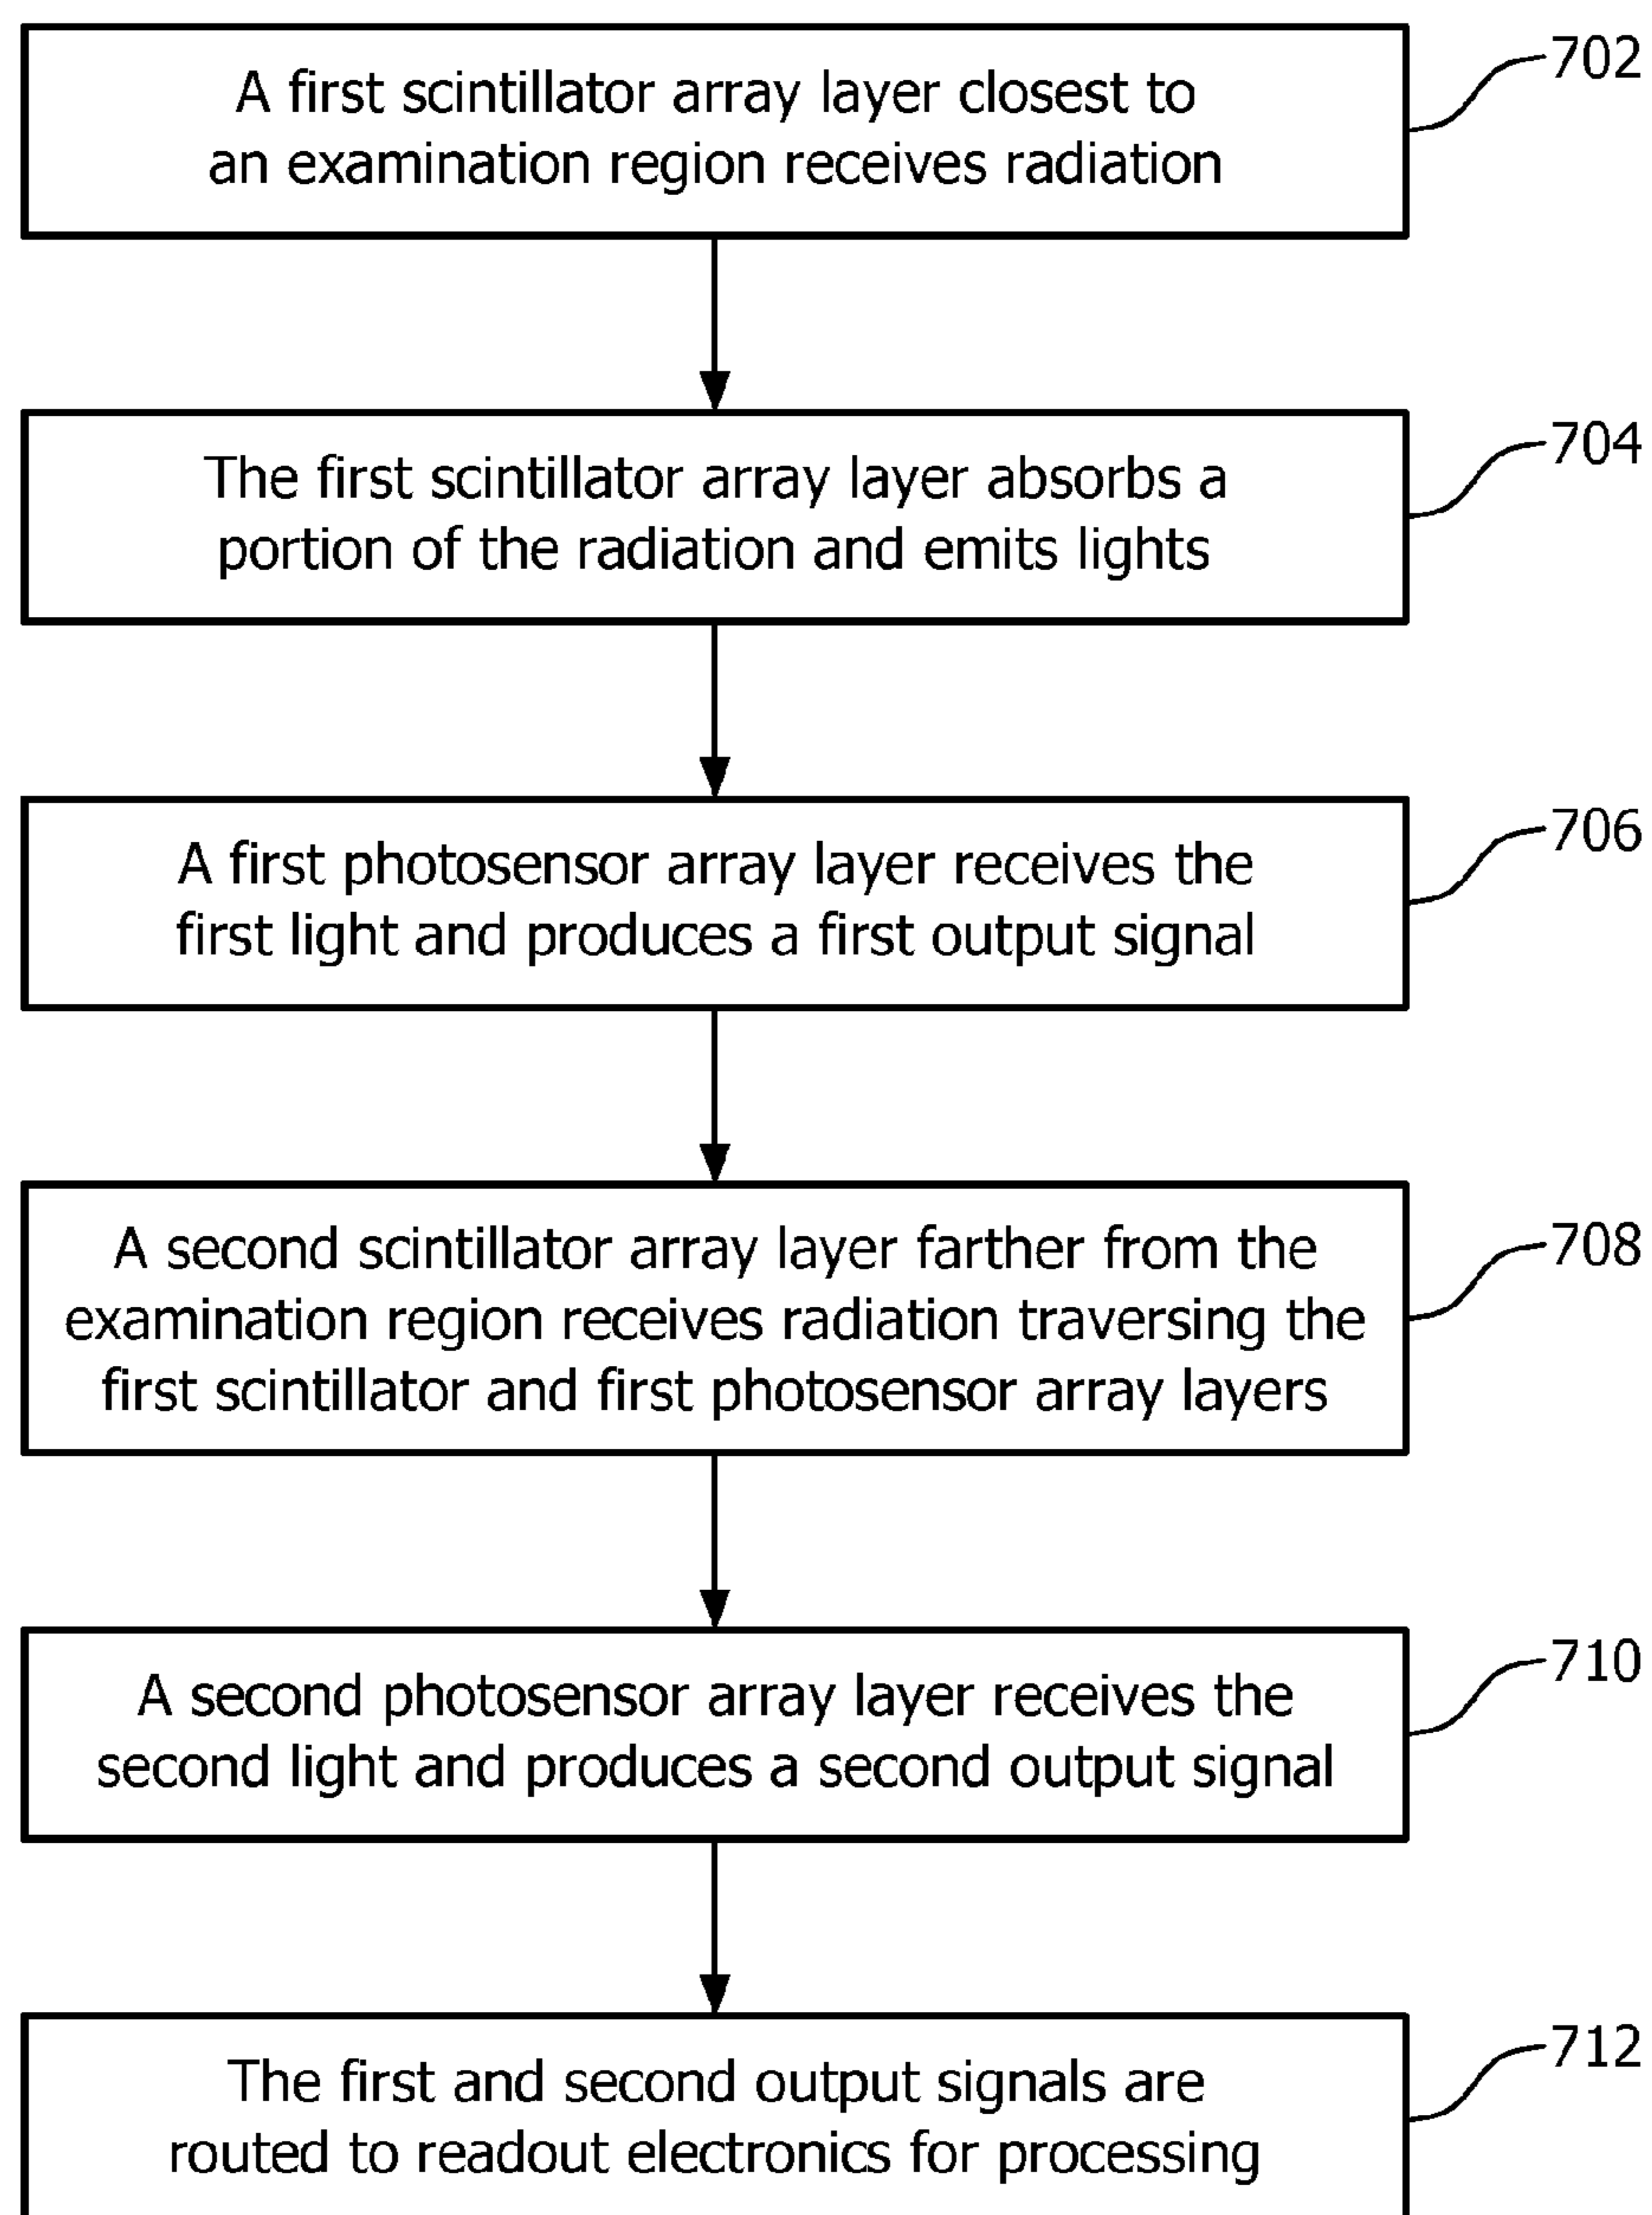 A first scintillator array layer closest to
an examination region receives radiation
702
The first scintillator array layer absorbs a
portion of the radiation and emits lights
704
A first photosensor array layer receives the
first light and produces a first output signal
706
A second scintillator array layer farther from the
examination region receives radiation traversing the
first scintillator and first photosensor array layers
708
A second photosensor array layer receives the
second light and produces a second output signal
710
The first and second output signals are
routed to readout electronics for processing
712